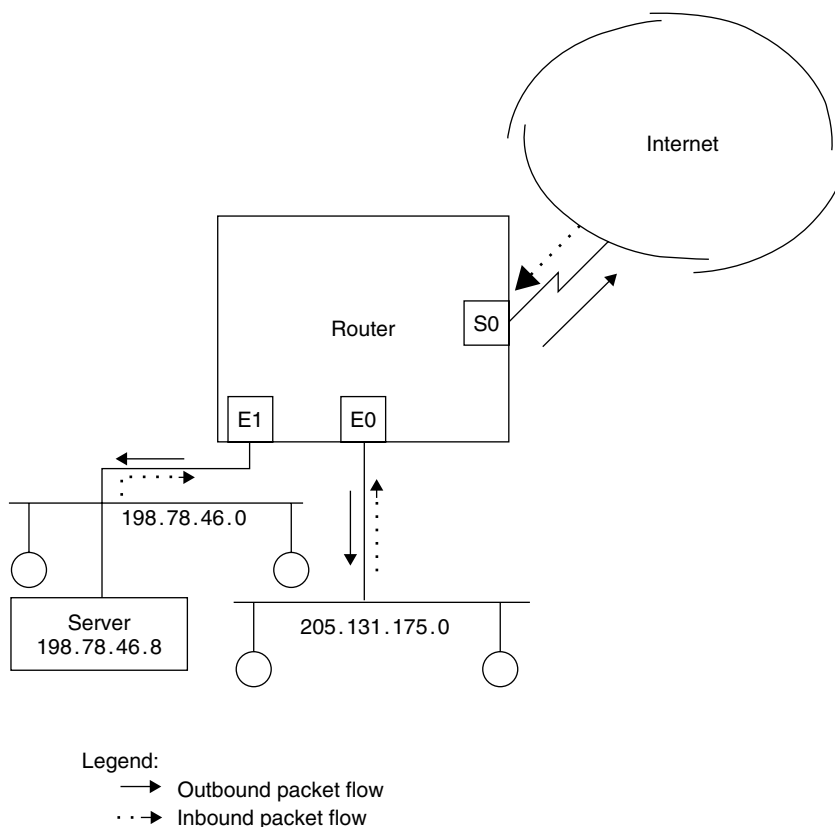 Internet
Router
S0
E1
E0
198.78.46.0
Server
198.78.46.8
205.131.175.0
Legend:
Outbound packet flow
Inbound packet flow